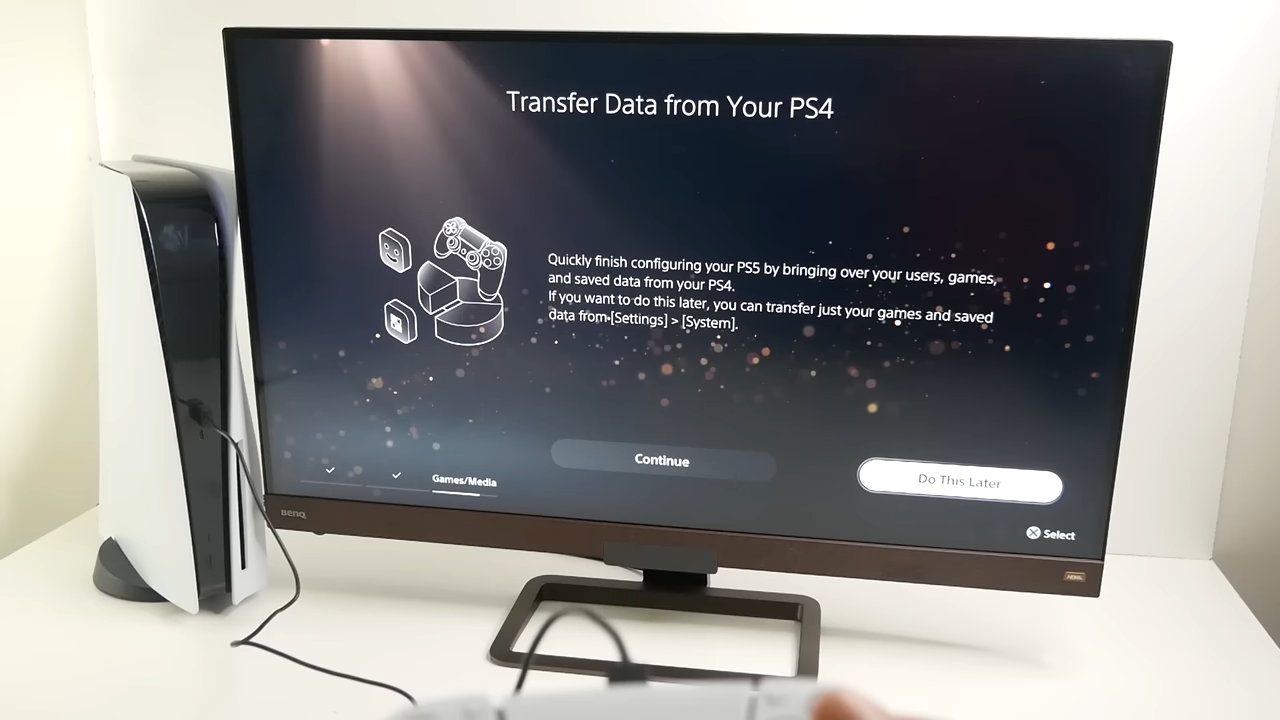 Transfer Data from Your PS4
Quickly finish configuring your PS5 by bringing over your users, games,
and saved data from your PS4.
If you want to do this later, you can transfer just your games and saved
data from [Settings] > [System].
Continue
Do This Later
Games/Media
Select
BenQ
HDRi